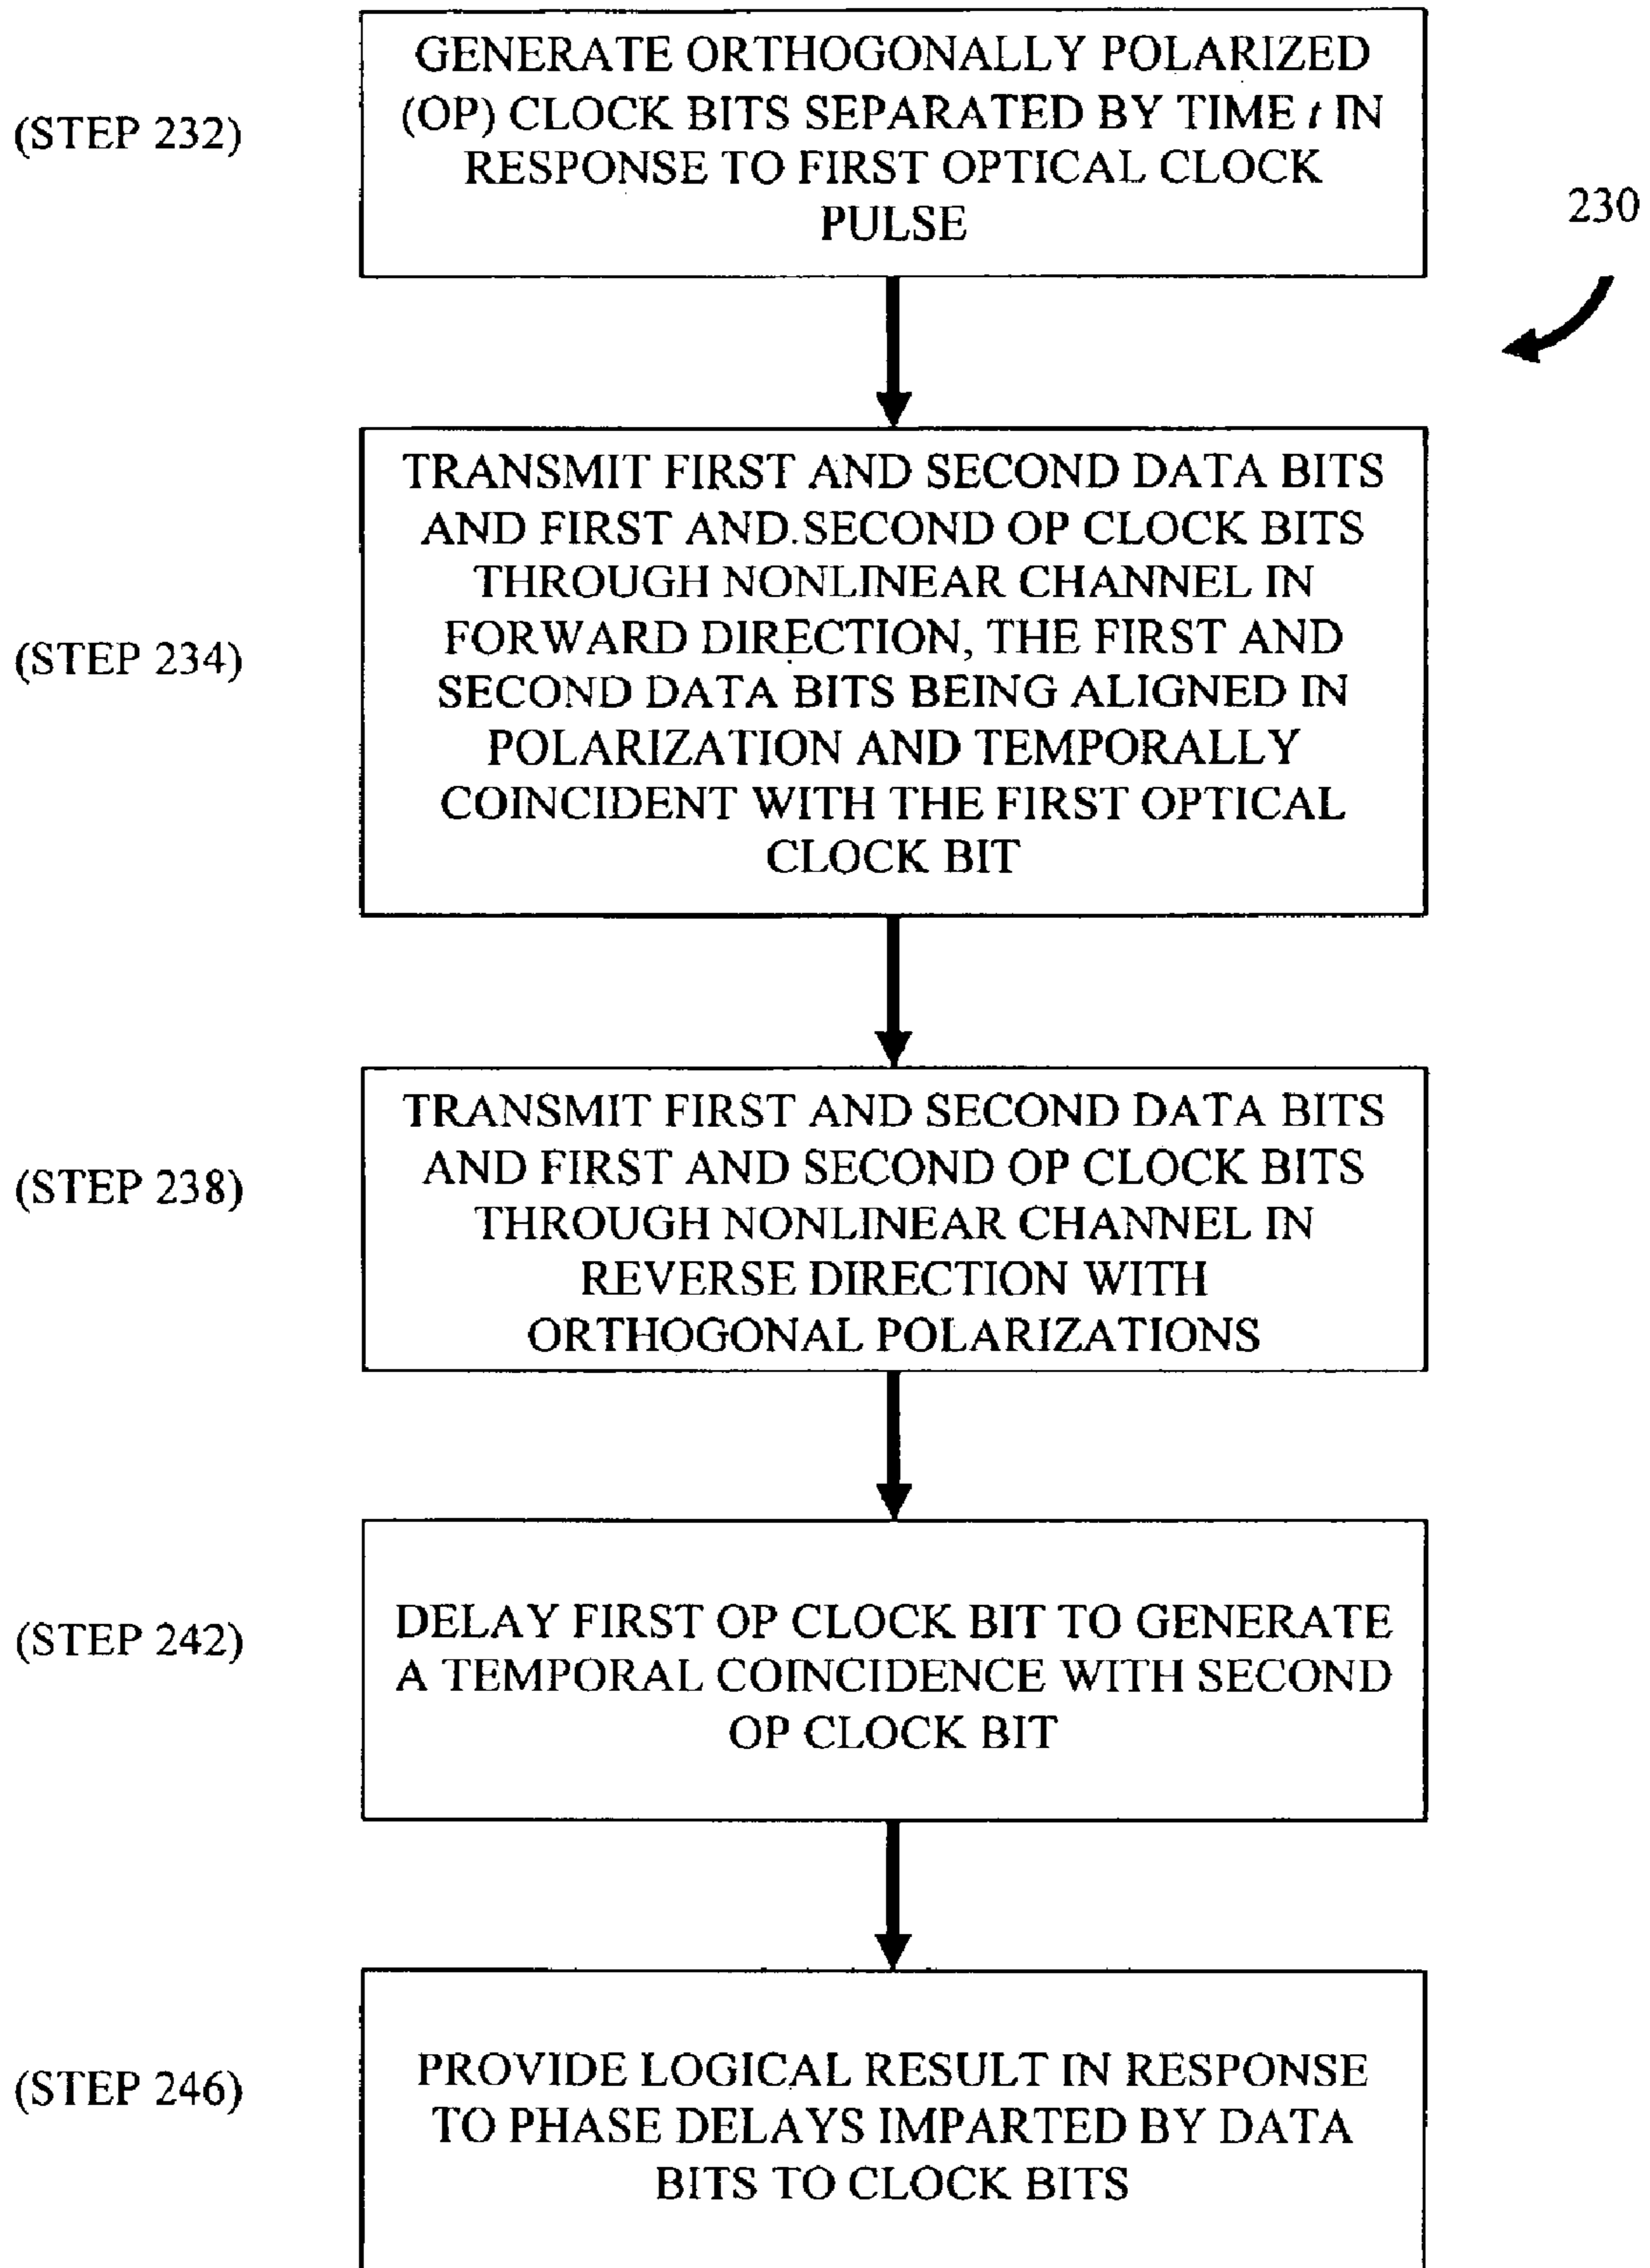 (STEP 232)
GENERATE ORTHOGONALLY POLARIZED
(OP) CLOCK BITS SEPARATED BY TIME t IN
RESPONSE TO FIRST OPTICAL CLOCK
PULSE
230
(STEP 234)
TRANSMIT FIRST AND SECOND DATA BITS
AND FIRST AND SECOND OP CLOCK BITS
THROUGH NONLINEAR CHANNEL IN
FORWARD DIRECTION, THE FIRST AND
SECOND DATA BITS BEING ALIGNED IN
POLARIZATION AND TEMPORALLY
COINCIDENT WITH THE FIRST OPTICAL
CLOCK BIT
(STEP 238)
TRANSMIT FIRST AND SECOND DATA BITS
AND FIRST AND SECOND OP CLOCK BITS
THROUGH NONLINEAR CHANNEL IN
REVERSE DIRECTION WITH
ORTHOGONAL POLARIZATIONS
(STEP 242)
DELAY FIRST OP CLOCK BIT TO GENERATE
A TEMPORAL COINCIDENCE WITH SECOND
OP CLOCK BIT
(STEP 246)
PROVIDE LOGICAL RESULT IN RESPONSE
TO PHASE DELAYS IMPARTED BY DATA
BITS TO CLOCK BITS